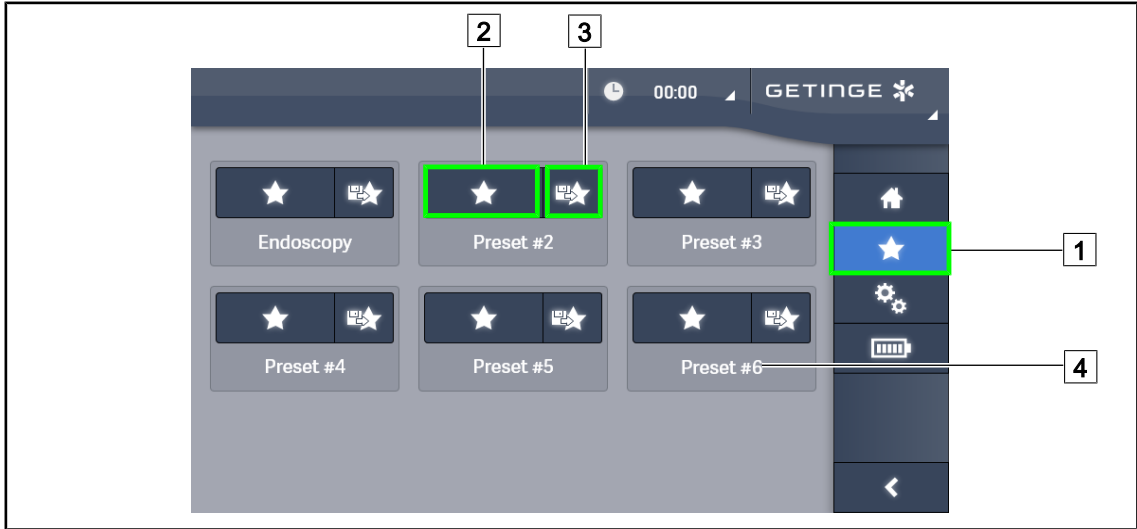 2 3
00:00 GETINGE
Endoscopy Preset #2 Preset #3
1
Preset #4 Preset #5 Preset #6
4